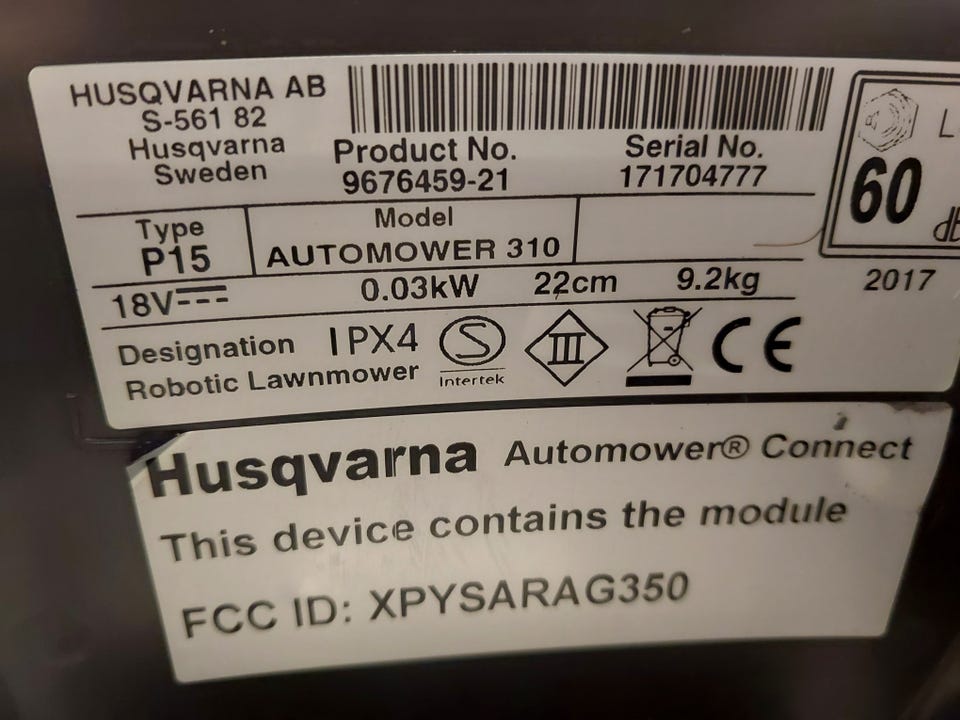 HUSQVARNA AB
S-561 82
Husqvarna
Sweden
Product No.
9676459-21
Serial No.
171704777
Type
P15
Model
AUTOMOWER 310
18V
0.03kW 22cm 9.2kg
Designation IPX4
Robotic Lawnmower
S
Intertek
III
CE
60
dB
2017
Husqvarna Automower® Connect
This device contains the module
FCC ID: XPYSARAG350